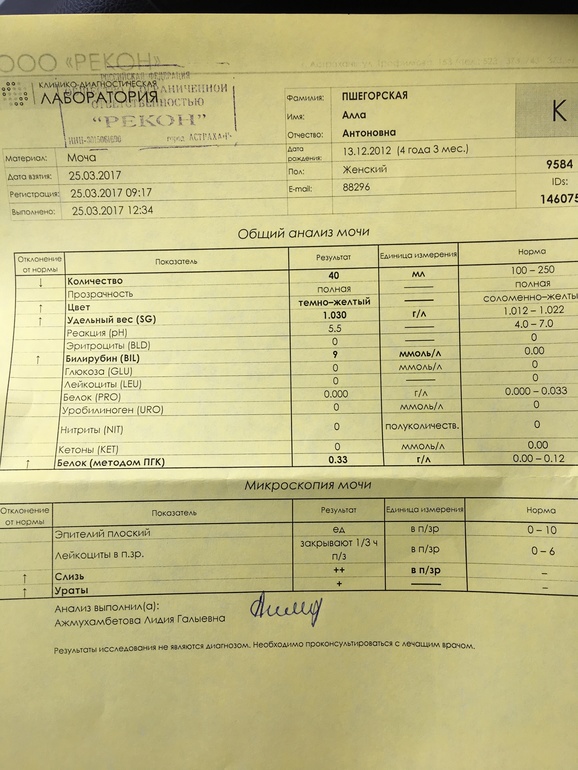 ООО «РЕКОН»
КЛИНИКО-ДИАГНОСТИЧЕСКАЯ
ЛАБОРАТОРИЯ
РОССИЙСКАЯ ФЕДЕРАЦИЯ
ОТВЕТСТВЕННОСТЬЮ
"РЕКОН"
город АСТРАХА
Фамилия: ПШЕГОРСКАЯ
Имя: Алла
Отчество: Антоновна
Дата рождения: 13.12.2012 (4 года 3 мес.)
Пол: Женский
E-mail: 88296
К
9584
IDs:
146075
Материал: Моча
Дата взятия: 25.03.2017
Регистрация: 25.03.2017 09:17
Выполнено: 25.03.2017 12:34
Общий анализ мочи
Отклонение от нормы Показатель Результат Единица измерения Норма
↓ Количество 40 мл 100 – 250
Прозрачность полная —— полная
↑ Цвет темно–желтый —— соломенно–желты
↑ Удельный вес (SG) 1.030 г/л 1.012 – 1.022
Реакция (pH) 5.5 —— 4.0 – 7.0
Эритроциты (BLD) 0 —— 0
↑ Билирубин (BIL) 9 ммоль/л 0.00
Глюкоза (GLU) 0 ммоль/л 0
Лейкоциты (LEU) 0 —— 0
Белок (PRO) 0.000 г/л 0.000 – 0.033
Уробилиноген (URO) 0 ммоль/л 0
Нитриты (NIT) 0 полуколичеств. 0
Кетоны (KET) 0 ммоль/л 0.00
↑ Белок (методом ПГК) 0.33 г/л 0.00 – 0.12
Микроскопия мочи
Отклонение от нормы Показатель Результат Единица измерения Норма
Эпителий плоский ед в п/зр 0 – 10
Лейкоциты в п.зр. закрывают 1/3 ч п/з в п/зр 0 – 6
↑ Слизь ++ в п/зр –
↑ Ураты + —— –
Анализ выполнил(а):
Ажмухамбетова Лидия Галыевна
Результаты исследования не являются диагнозом. Необходимо проконсультироваться с лечащим врачом.